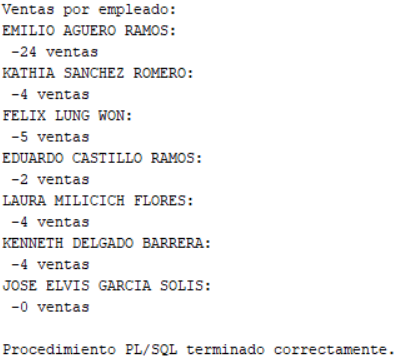 Ventas por empleado:
EMILIO AGUERO RAMOS:
-24 ventas
KATHIA SANCHEZ ROMERO:
-4 ventas
FELIX LUNG WON:
-5 ventas
EDUARDO CASTILLO RAMOS:
-2 ventas
LAURA MILICICH FLORES:
-4 ventas
KENNETH DELGADO BARRERA:
-4 ventas
JOSE ELVIS GARCIA SOLIS:
-0 ventas
Procedimiento PL/SQL terminado correctamente.